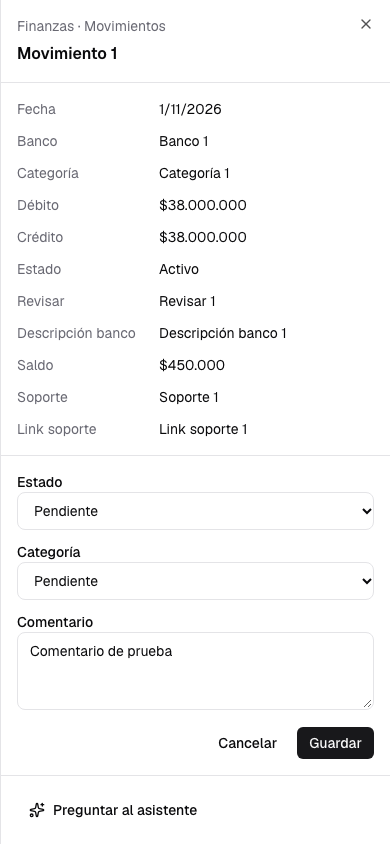 Finanzas · Movimientos
Movimiento 1
Fecha 1/11/2026
Banco Banco 1
Categoría Categoría 1
Débito $38.000.000
Crédito $38.000.000
Estado Activo
Revisar Revisar 1
Descripción banco Descripción banco 1
Saldo $450.000
Soporte Soporte 1
Link soporte Link soporte 1
Estado
Pendiente
Categoría
Pendiente
Comentario
Comentario de prueba
Cancelar Guardar
Preguntar al asistente